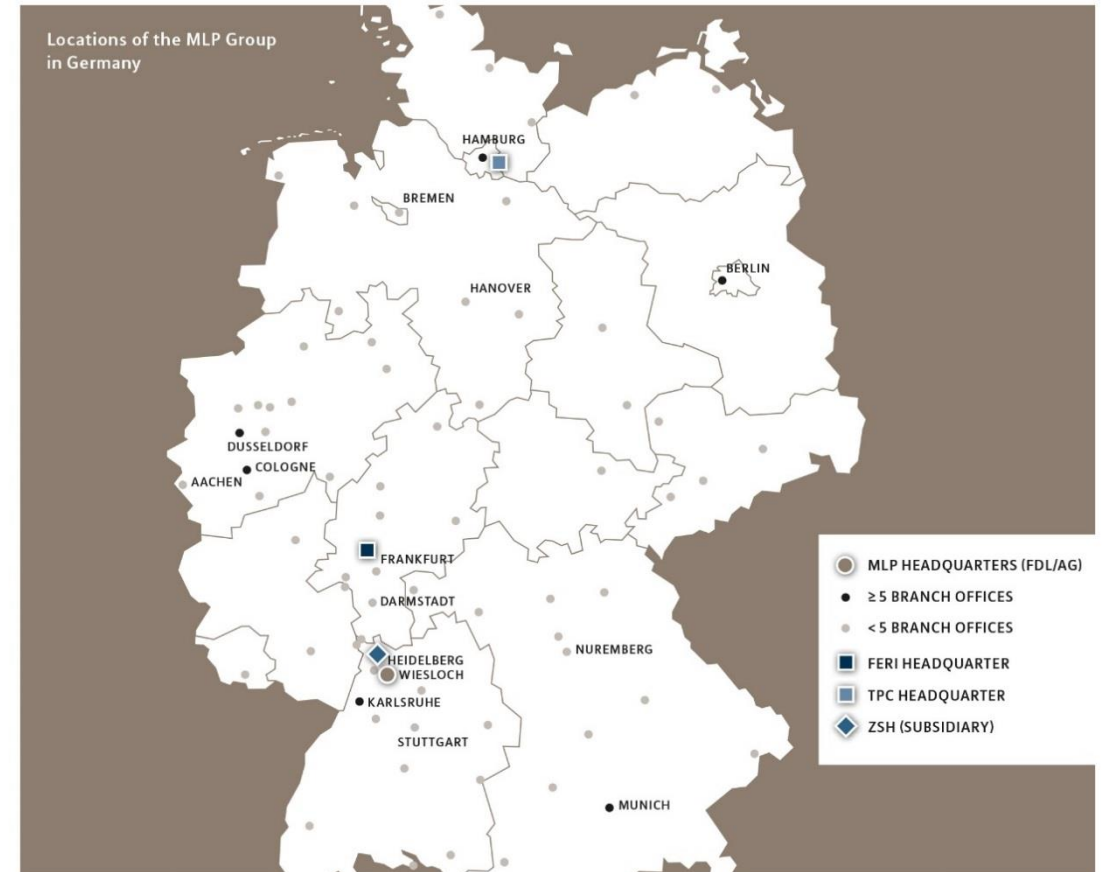 Locations of the MLP Group
in Germany
HAMBURG
BREMEN
BERLIN
HANOVER
DUSSELDORF
COLOGNE
AACHEN
FRANKFURT
DARMSTADT
NUREMBERG
HEIDELBERG
WIESLOCH
KARLSRUHE
STUTTGART
MUNICH
MLP HEADQUARTERS (FDL/AG)
≥ 5 BRANCH OFFICES
< 5 BRANCH OFFICES
FERI HEADQUARTER
TPC HEADQUARTER
ZSH (SUBSIDIARY)